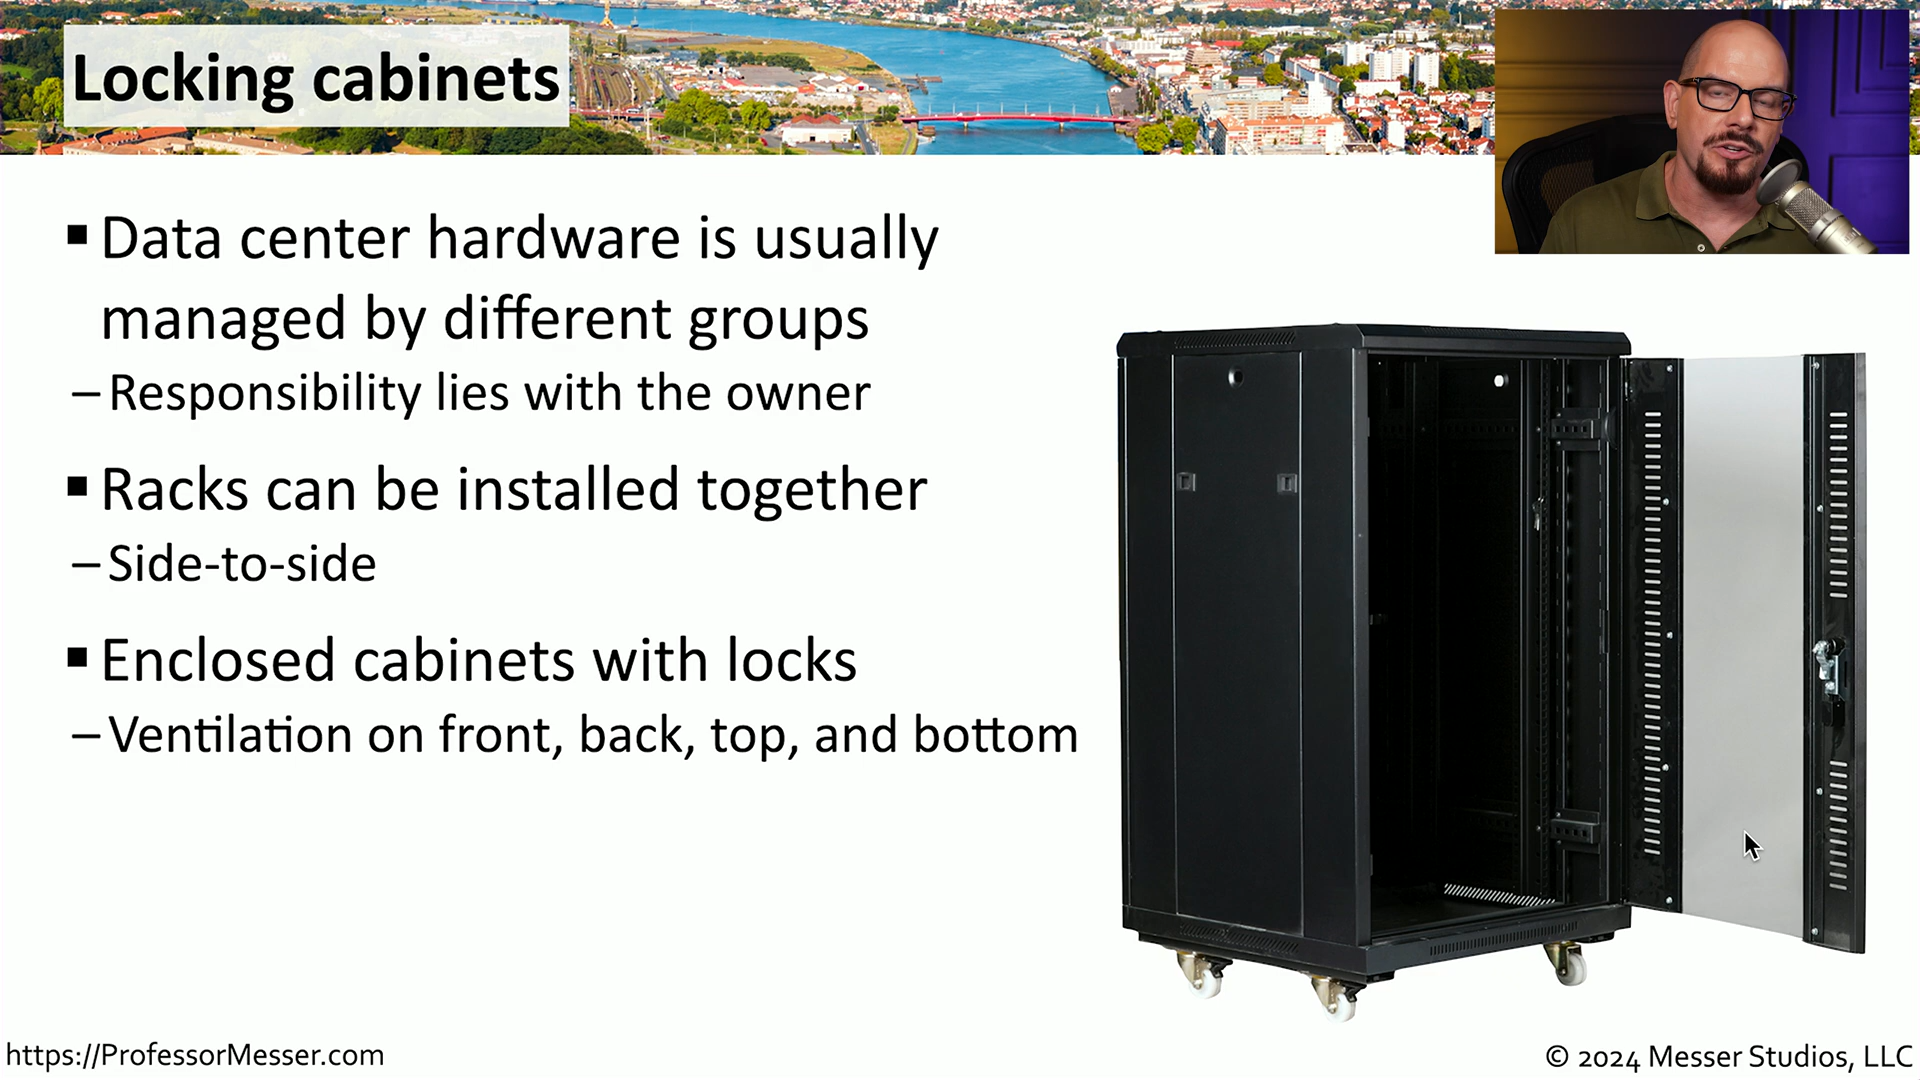 Locking cabinets
▪ Data center hardware is usually
managed by different groups
– Responsibility lies with the owner
▪ Racks can be installed together
– Side-to-side
▪ Enclosed cabinets with locks
– Ventilation on front, back, top, and bottom
https://ProfessorMesser.com
© 2024 Messer Studios, LLC